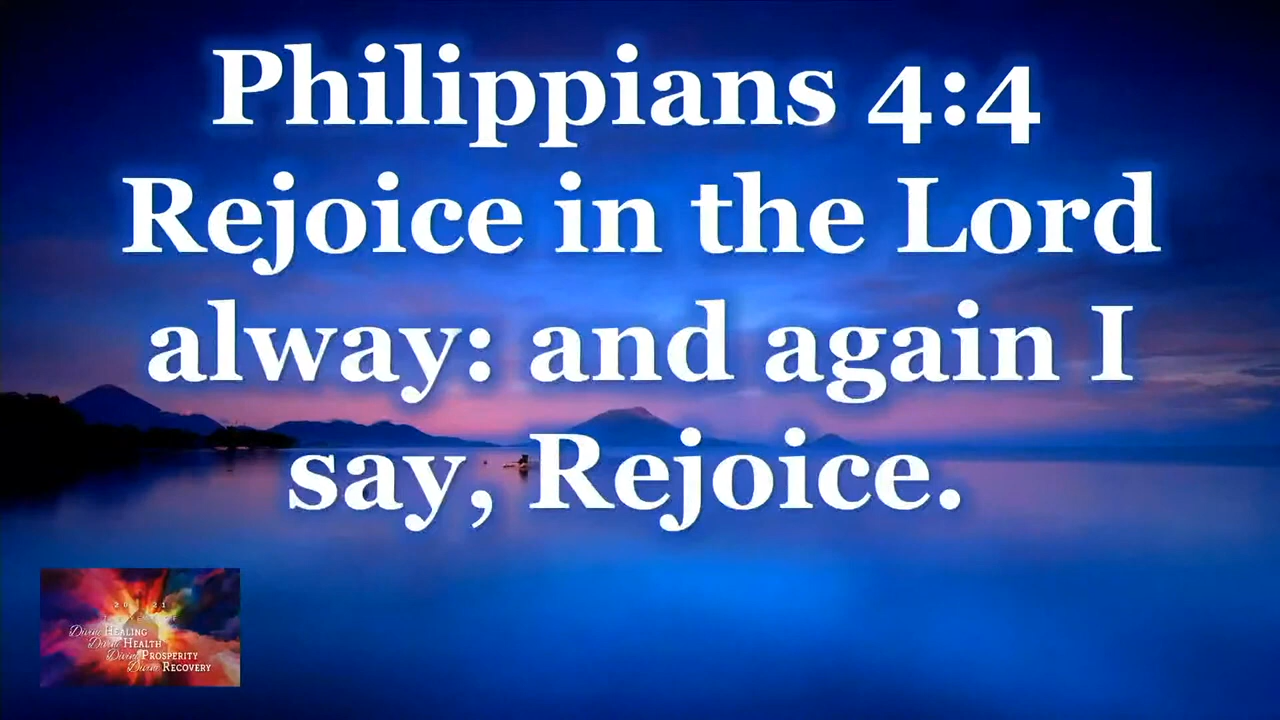 Philippians 4:4
Rejoice in the Lord
alway: and again I
say, Rejoice.
Divine HEALING
Divine HEALTH
Divine PROSPERITY
Divine RECOVERY